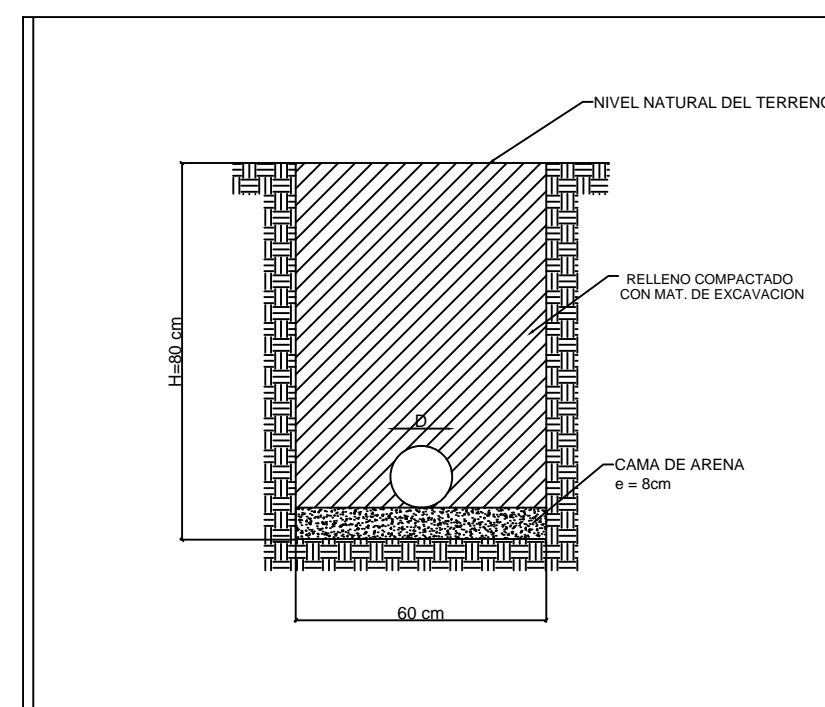 NIVEL NATURAL DEL TERRENO
RELLENO COMPACTADO
CON MAT. DE EXCAVACION
H=80 cm
D
CAMA DE ARENA
e = 8cm
60 cm